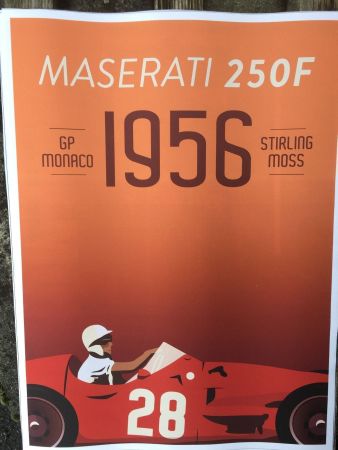 MASERATI 250F
GP
MONACO
1956
STIRLING
MOSS
28